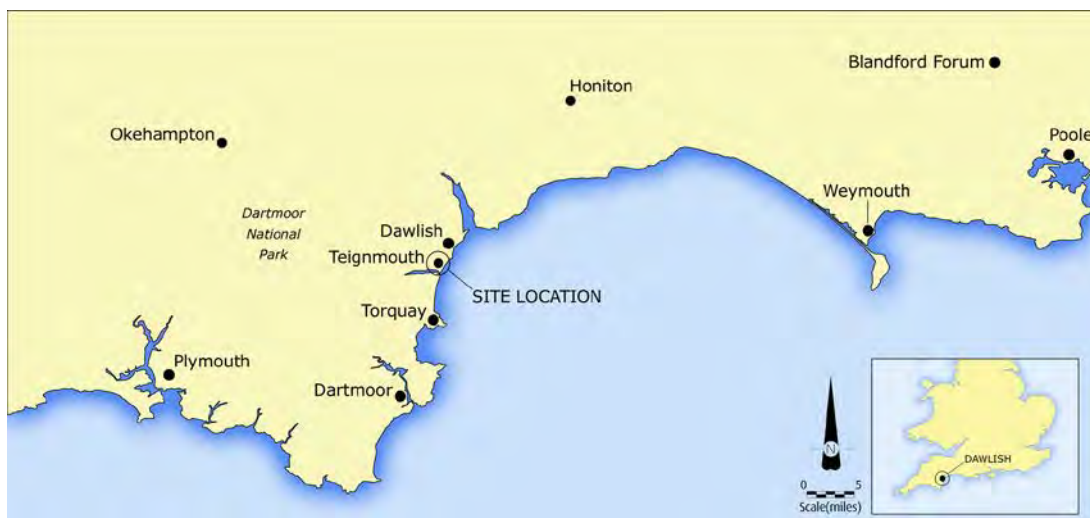 Blandford Forum
Honiton
Okehampton
Poole
Dartmoor
National
Park
Weymouth
Dawlish
Teignmouth
SITE LOCATION
Torquay
Plymouth
Dartmoor
N
0 5
Scale(miles)
DAWLISH